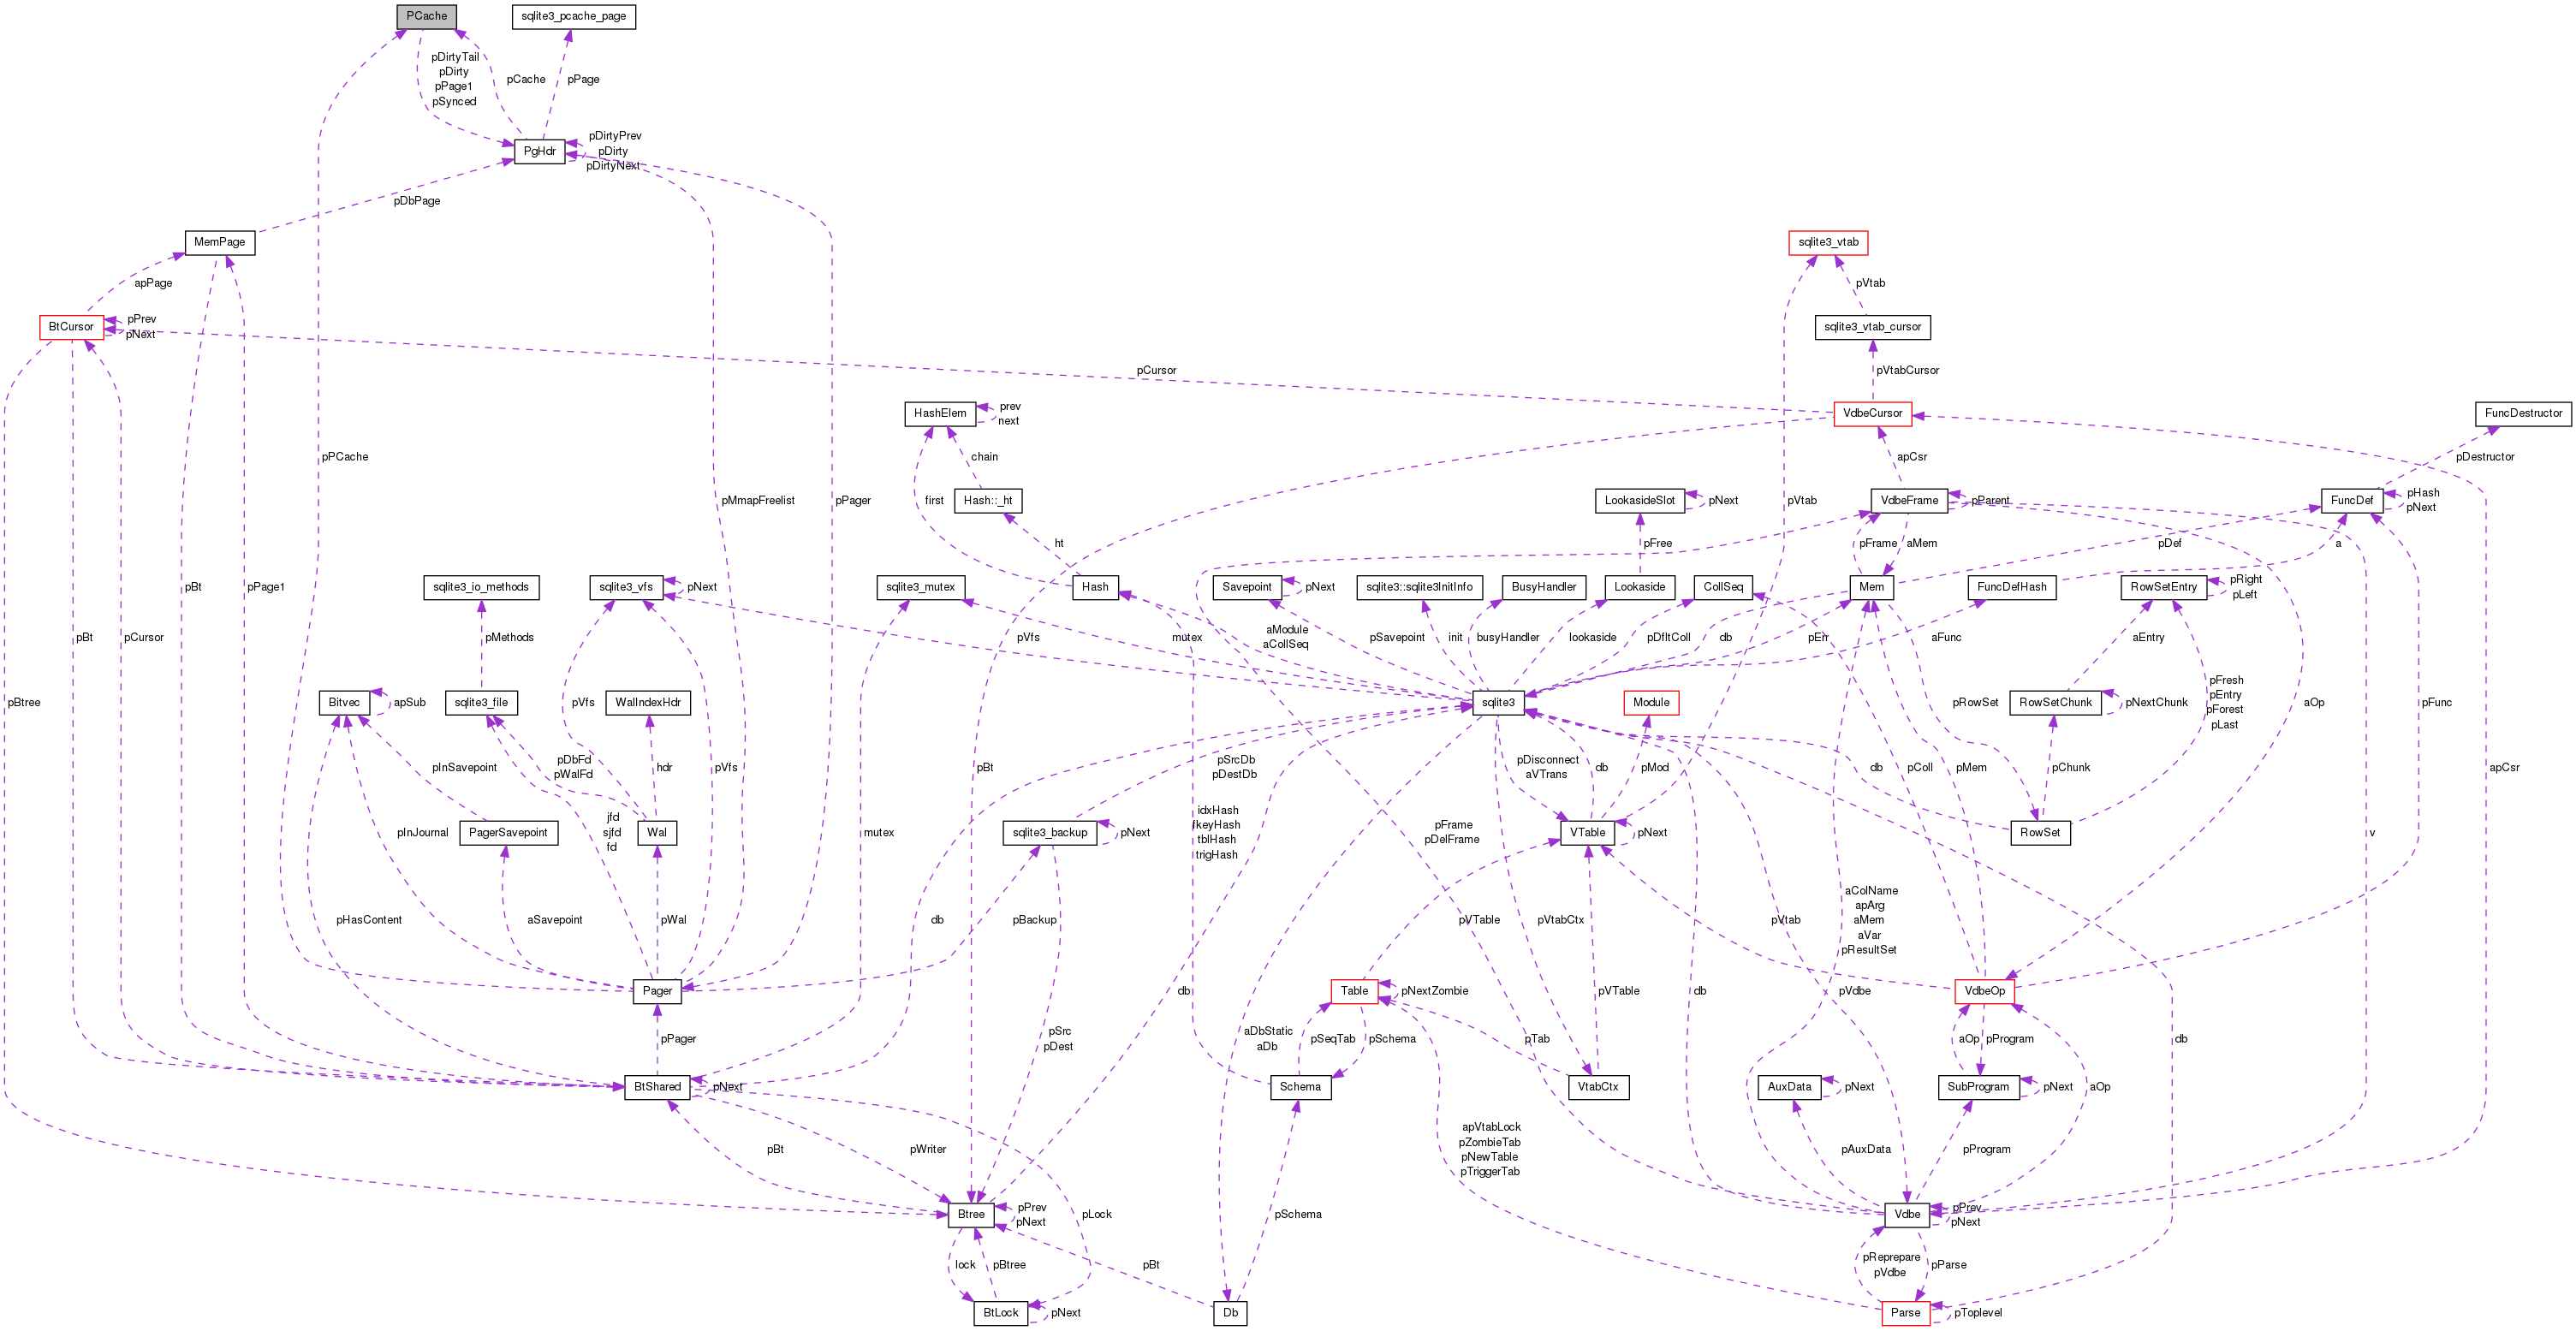 PCache
sqlite3_pcache_page
pDirtyTail
pDirty
pPage1
pSynced
pCache
pPage
PgHdr
pDirtyPrev
pDirty
pDirtyNext
pDbPage
MemPage
sqlite3_vtab
apPage
pVtab
BtCursor
pPrev
pNext
sqlite3_vtab_cursor
pCursor
pVtabCursor
HashElem
prev
next
VdbeCursor
FuncDestructor
pPCache
chain
apCsr
pDestructor
pMmapFreelist
pPager
first
Hash::_ht
LookasideSlot
pNext
pVtab
VdbeFrame
pParent
FuncDef
pHash
pNext
ht
pFree
pFrame
aMem
pDef
a
pBt
pPage1
sqlite3_io_methods
sqlite3_vfs
pNext
sqlite3_mutex
Hash
Savepoint
pNext
sqlite3::sqlite3InitInfo
BusyHandler
Lookaside
CollSeq
Mem
FuncDefHash
RowSetEntry
pRight
pLeft
pBt
pCursor
pMethods
pVfs
mutex
aModule
aCollSeq
pSavepoint
init
busyHandler
lookaside
pDfltColl
db
pErr
aFunc
aEntry
pBtree
Bitvec
apSub
sqlite3_file
pVfs
WalIndexHdr
sqlite3
Module
pRowSet
RowSetChunk
pNextChunk
pFresh
pEntry
pForest
pLast
aOp
pFunc
pInSavepoint
pDbFd
pWalFd
hdr
pVfs
pBt
pSrcDb
pDestDb
pDisconnect
aVTrans
db
pMod
db
pColl
pMem
pChunk
apCsr
pInJournal
PagerSavepoint
jfd
sjfd
fd
Wal
mutex
sqlite3_backup
pNext
idxHash
fkeyHash
tblHash
trigHash
pFrame
pDelFrame
VTable
pNext
RowSet
v
pHasContent
aSavepoint
pWal
db
pBackup
pVTable
pVtabCtx
pVtab
aColName
apArg
aMem
aVar
pResultSet
Pager
db
Table
pNextZombie
pVTable
db
pVdbe
VdbeOp
pPager
pSrc
pDest
aDbStatic
aDb
pSeqTab
pSchema
pTab
aOp
pProgram
db
BtShared
pNext
Schema
VtabCtx
AuxData
pNext
SubProgram
pNext
aOp
pBt
pWriter
apVtabLock
pZombieTab
pNewTable
pTriggerTab
pAuxData
pProgram
pLock
pSchema
Btree
pPrev
pNext
Vdbe
pPrev
pNext
lock
pBtree
pBt
pReprepare
pVdbe
pParse
BtLock
pNext
Db
Parse
pToplevel